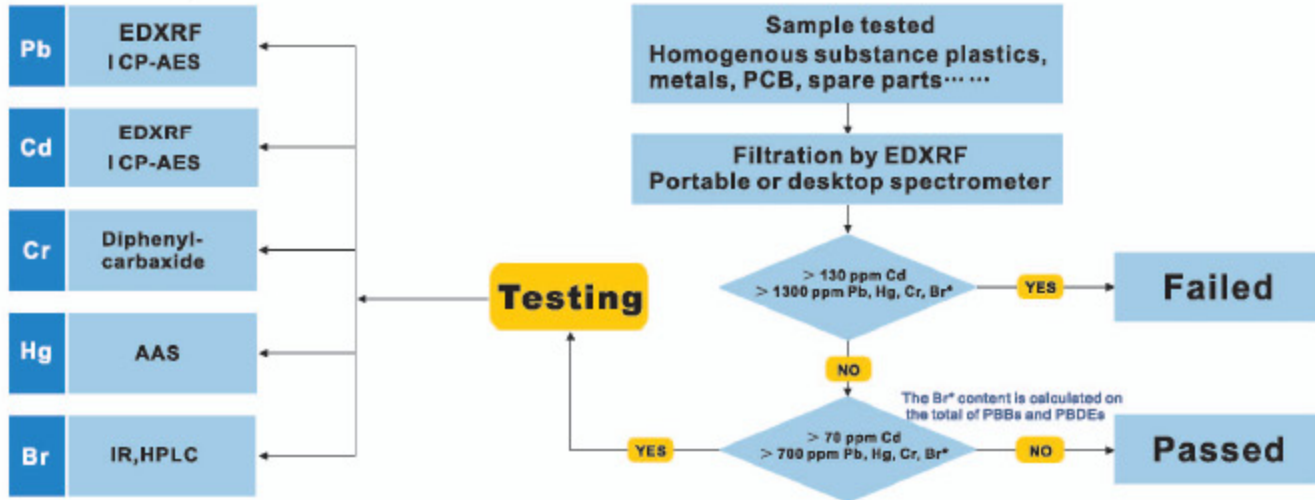 Pb
EDXRF
ICP-AES
Cd
EDXRF
ICP-AES
Cr
Diphenyl-
carbaxide
Hg
AAS
Br
IR,HPLC
Testing
Sample tested
Homogenous substance plastics,
metals, PCB, spare parts……
Filtration by EDXRF
Portable or desktop spectrometer
> 130 ppm Cd
> 1300 ppm Pb, Hg, Cr, Br*
YES
Failed
NO
The Br* content is calculated on
the total of PBBs and PBDEs
> 70 ppm Cd
> 700 ppm Pb, Hg, Cr, Br*
YES
NO
Passed